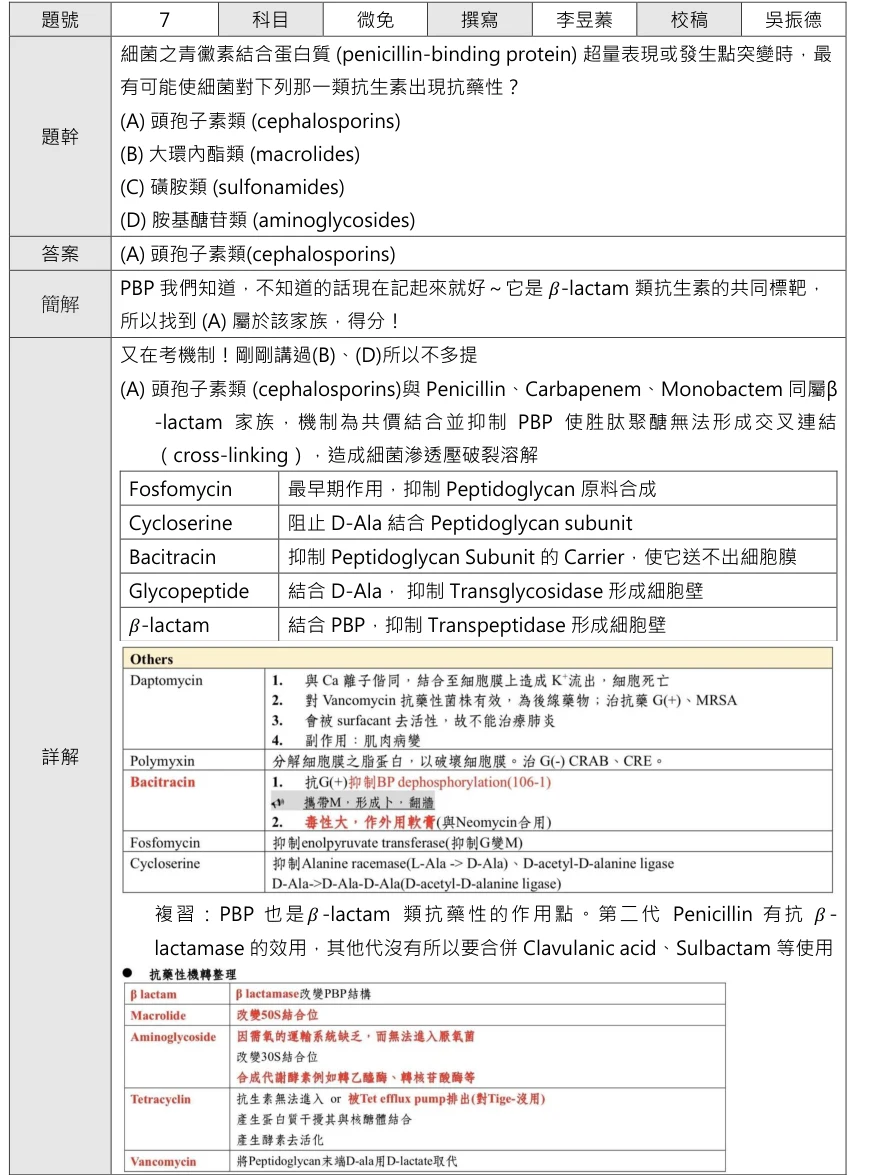 題號 7 科目 微免 撰寫 李昱蓁 校稿 吳振德
題幹
細菌之青黴素結合蛋白質 (penicillin-binding protein) 超量表現或發生點突變時，最
有可能使細菌對下列那一類抗生素出現抗藥性？
(A) 頭孢子素類 (cephalosporins)
(B) 大環內酯類 (macrolides)
(C) 磺胺類 (sulfonamides)
(D) 胺基醣苷類 (aminoglycosides)
答案 (A) 頭孢子素類(cephalosporins)
簡解
PBP 我們知道，不知道的話現在記起來就好～它是 β-lactam 類抗生素的共同標靶，
所以找到 (A) 屬於該家族，得分！
詳解
又在考機制！剛剛講過(B)、(D)所以不多提
(A) 頭孢子素類 (cephalosporins)與 Penicillin、Carbapenem、Monobactem 同屬β
-lactam 家族，機制為共價結合並抑制 PBP 使胜肽聚醣無法形成交叉連結
（cross-linking），造成細菌滲透壓破裂溶解
Fosfomycin 最早期作用，抑制 Peptidoglycan 原料合成
Cycloserine 阻止 D-Ala 結合 Peptidoglycan subunit
Bacitracin 抑制 Peptidoglycan Subunit 的 Carrier，使它送不出細胞膜
Glycopeptide 結合 D-Ala， 抑制 Transglycosidase 形成細胞壁
β-lactam 結合 PBP，抑制 Transpeptidase 形成細胞壁
Others
Daptomycin 1. 與 Ca 離子偕同，結合至細胞膜上造成 K⁺流出，細胞死亡
2. 對 Vancomycin 抗藥性菌株有效，為後線藥物；治抗藥 G(+)、MRSA
3. 會被 surfacant 去活性，故不能治療肺炎
4. 副作用：肌肉病變
Polymyxin 分解細胞膜之脂蛋白，以破壞細胞膜。治 G(-) CRAB、CRE。
Bacitracin 1. 抗G(+)抑制BP dephosphorylation(106-1)
攜帶M，形成卜，翻牆
2. 毒性大，作外用軟膏(與Neomycin合用)
Fosfomycin 抑制enolpyruvate transferase(抑制G變M)
Cycloserine 抑制Alanine racemase(L-Ala -> D-Ala)、D-acetyl-D-alanine ligase
D-Ala->D-Ala-D-Ala(D-acetyl-D-alanine ligase)
複習：PBP 也是β-lactam 類抗藥性的作用點。第二代 Penicillin 有抗 β-
lactamase 的效用，其他代沒有所以要合併 Clavulanic acid、Sulbactam 等使用
● 抗藥性機轉整理
β lactam β lactamase改變PBP結構
Macrolide 改變50S結合位
Aminoglycoside 因需氧的運輸系統缺乏，而無法進入厭氧菌
改變30S結合位
合成代謝酵素例如轉乙醯酶、轉核苷酸酶等
Tetracyclin 抗生素無法進入 or 被Tet efflux pump排出(對Tige-沒用)
產生蛋白質干擾其與核醣體結合
產生酵素去活化
Vancomycin 將Peptidoglycan末端D-ala用D-lactate取代